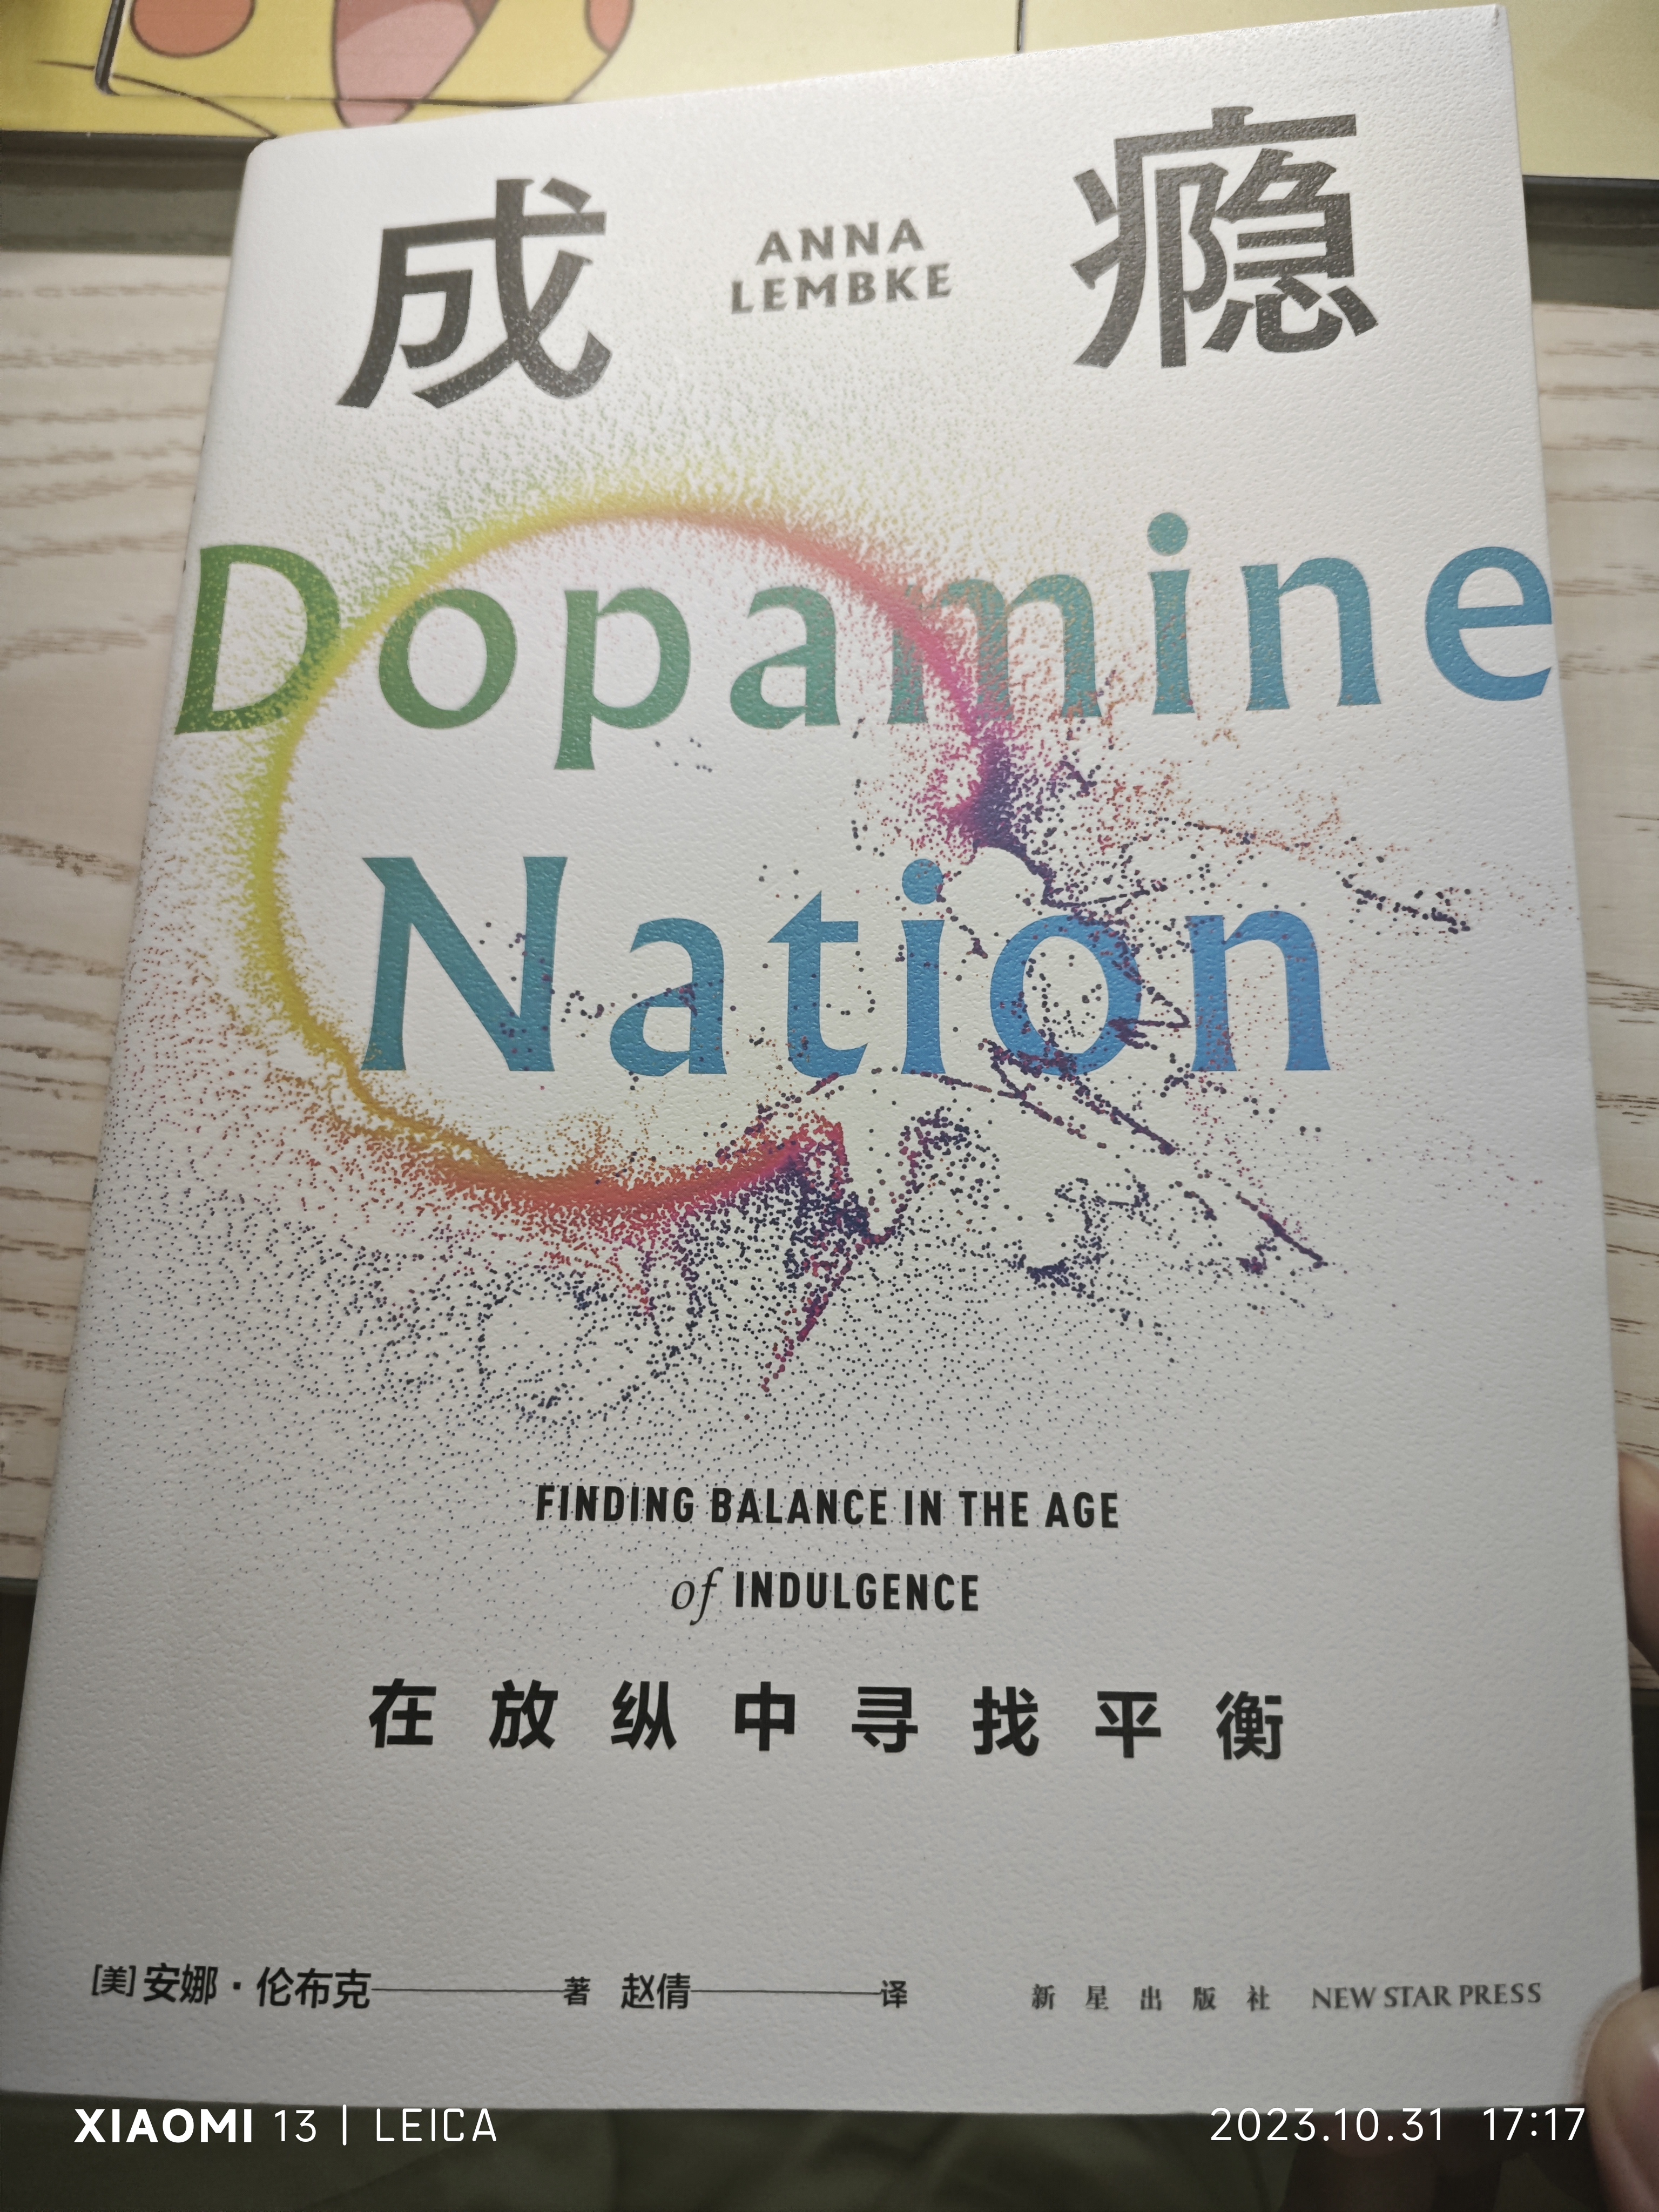 成 瘾
ANNA
LEMBKE
Dopamine
Nation
FINDING BALANCE IN THE AGE
of INDULGENCE
在放纵中寻找平衡
[美]安娜·伦布克 著 赵倩 译 新星出版社 NEW STAR PRESS
XIAOMI 13 | LEICA 2023.10.31 17:17